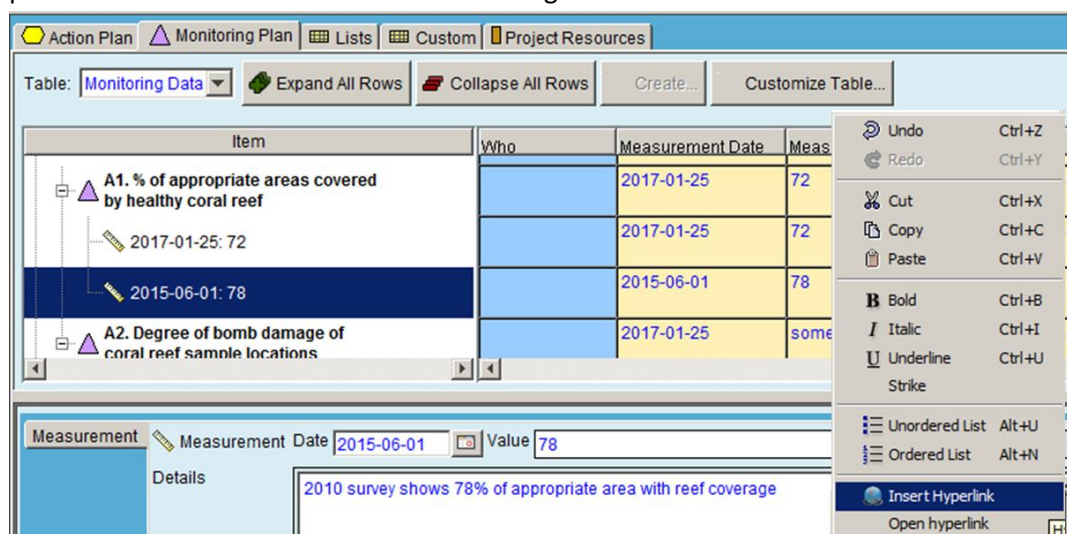 Action Plan Monitoring Plan Lists Custom Project Resources
Table: Monitoring Data Expand All Rows Collapse All Rows Create... Customize Table...
Item Who Measurement Date Meas
A1. % of appropriate areas covered
by healthy coral reef
2017-01-25 72
2017-01-25: 72
2017-01-25 72
2015-06-01: 78
2015-06-01 78
A2. Degree of bomb damage of
coral reef sample locations
2017-01-25 some
Undo Ctrl+Z
Redo Ctrl+Y
Cut Ctrl+X
Copy Ctrl+C
Paste Ctrl+V
B Bold Ctrl+B
I Italic Ctrl+I
U Underline Ctrl+U
Strike
Unordered List Alt+U
Ordered List Alt+N
Insert Hyperlink
Open hyperlink
Measurement Measurement Date 2015-06-01 Value 78
Details
2010 survey shows 78% of appropriate area with reef coverage